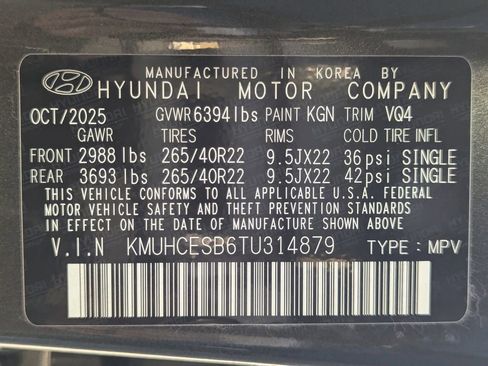 MANUFACTURED IN KOREA BY
HYUNDAI MOTOR COMPANY
OCT/2025 GVWR 6394 lbs PAINT KGN TRIM VQ4
GAWR TIRES RIMS COLD TIRE INFL
FRONT 2988 lbs 265/40R22 9.5JX22 36 psi SINGLE
REAR 3693 lbs 265/40R22 9.5JX22 42 psi SINGLE
THIS VEHICLE CONFORMS TO ALL APPLICABLE U.S.A. FEDERAL
MOTOR VEHICLE SAFETY AND THEFT PREVENTION STANDARDS
IN EFFECT ON THE DATE OF MANUFACTURE SHOWN ABOVE.
V.I.N KMUHCESB6TU314879 TYPE : MPV